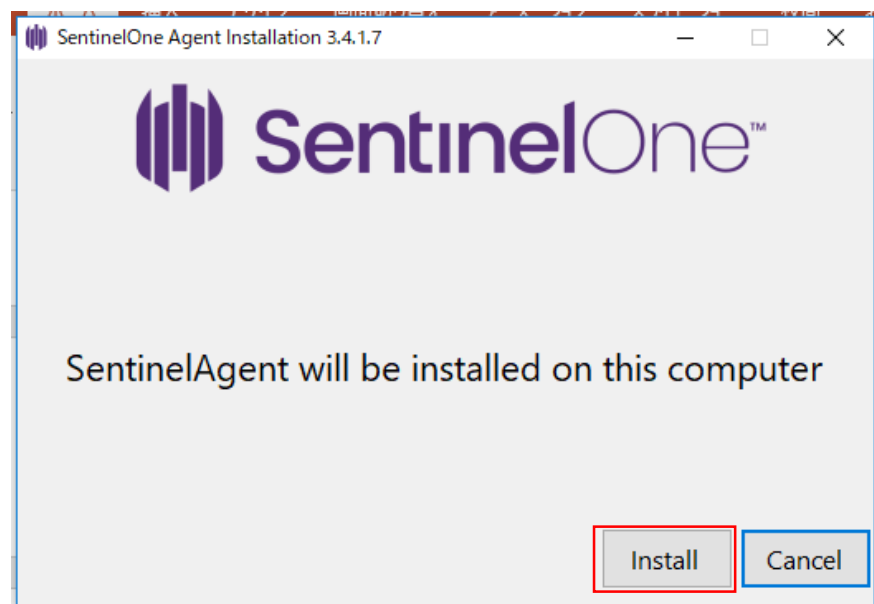 SentinelOne Agent Installation 3.4.1.7
SentinelOne™
SentinelAgent will be installed on this computer
Install
Cancel